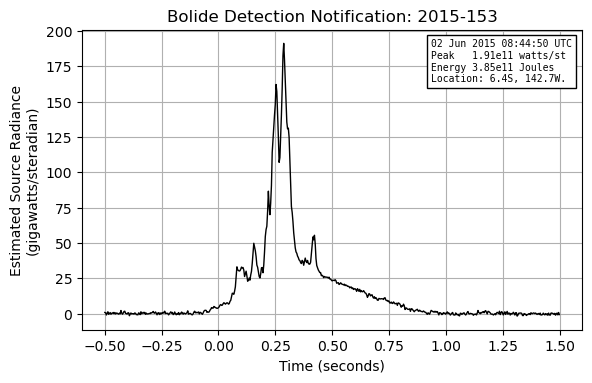 Bolide Detection Notification: 2015-153
02 Jun 2015 08:44:50 UTC
Peak   1.91e11 watts/st
Energy 3.85e11 Joules
Location: 6.4S, 142.7W.
Estimated Source Radiance
(gigawatts/steradian)
200
175
150
125
100
75
50
25
0
−0.50 −0.25 0.00 0.25 0.50 0.75 1.00 1.25 1.50
Time (seconds)